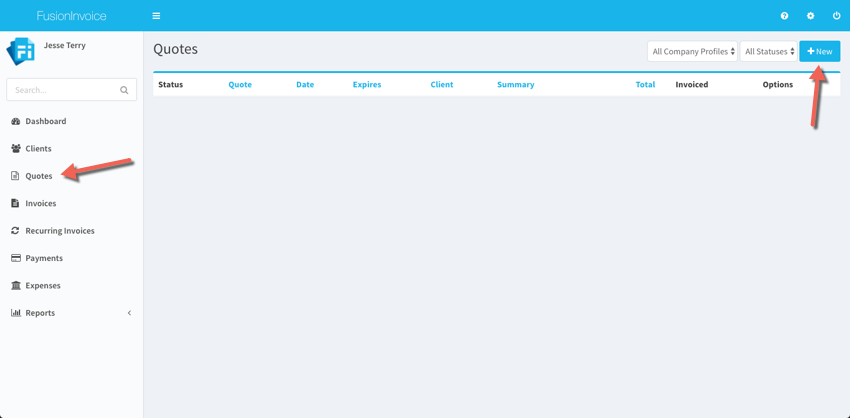 FusionInvoice
Jesse Terry
Search...
Dashboard
Clients
Quotes
Invoices
Recurring Invoices
Payments
Expenses
Reports
Quotes
All Company Profiles All Statuses New
Status Quote Date Expires Client Summary Total Invoiced Options